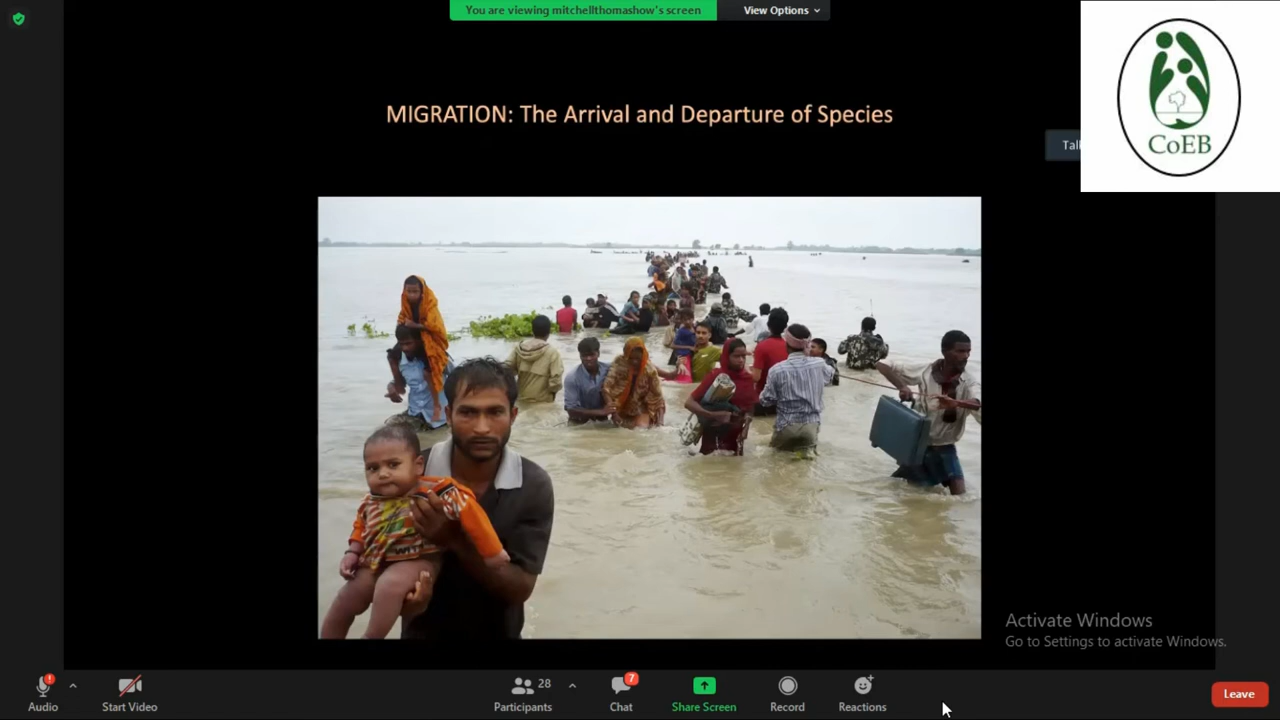 You are viewing mitchellthomashow's screen
View Options
MIGRATION: The Arrival and Departure of Species
CoEB
Activate Windows
Go to Settings to activate Windows.
28
7
Audio
Start Video
Participants
Chat
Share Screen
Record
Reactions
Leave